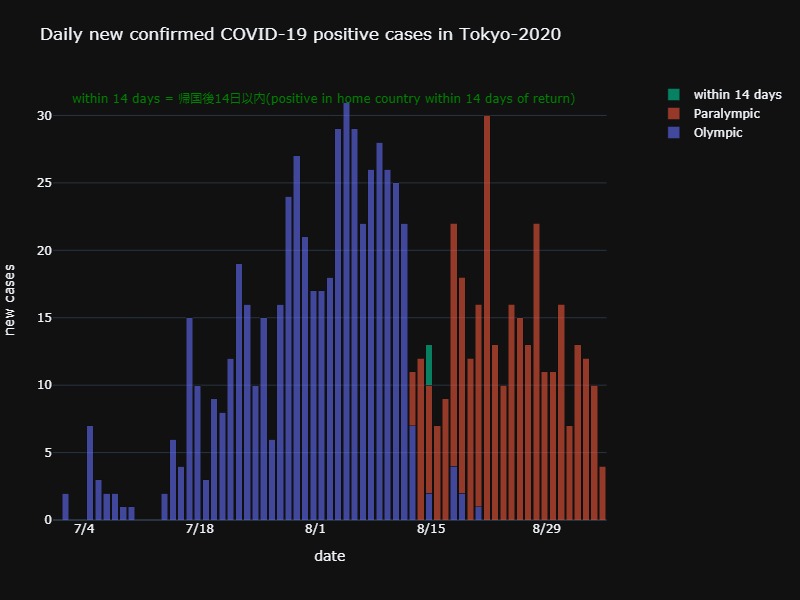 Daily new confirmed COVID-19 positive cases in Tokyo-2020
within 14 days = 帰国後14日以内(positive in home country within 14 days of return)
within 14 days
Paralympic
Olympic
30
25
20
15
10
5
0
new cases
7/4
7/18
8/1
8/15
8/29
date